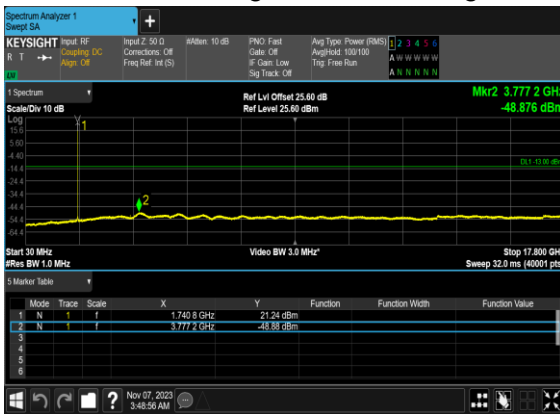 Spectrum Analyzer 1
Swept SA
KEYSIGHT Input: RF Input Z: 50 Ω #Atten: 10 dB PNO: Fast Avg Type: Power (RMS) 1 2 3 4 5 6
R T Coupling: DC Corrections: Off Gate: Off Avg|Hold: 100/100 A W W W W W
Align: Off Freq Ref: Int (S) IF Gain: Low Trig: Free Run
LV Sig Track: Off A N N N N N
1 Spectrum Ref Lvl Offset 25.60 dB Mkr2 3.777 2 GHz
Scale/Div 10 dB Ref Level 25.60 dBm -48.876 dBm
Log
15.6 1
5.60
-4.40
-14.4 DL1 -13.00 dBm
-24.4
-34.4
-44.4 2
-54.4
-64.4
Start 30 MHz Video BW 3.0 MHz* Stop 17.800 GHz
#Res BW 1.0 MHz Sweep 32.0 ms (40001 pts)
5 Marker Table
Mode Trace Scale X Y Function Function Width Function Value
1 N 1 f 1.740 8 GHz 21.24 dBm
2 N 1 f 3.777 2 GHz -48.88 dBm
3
4
5
6
Nov 07, 2023
3:48:56 AM